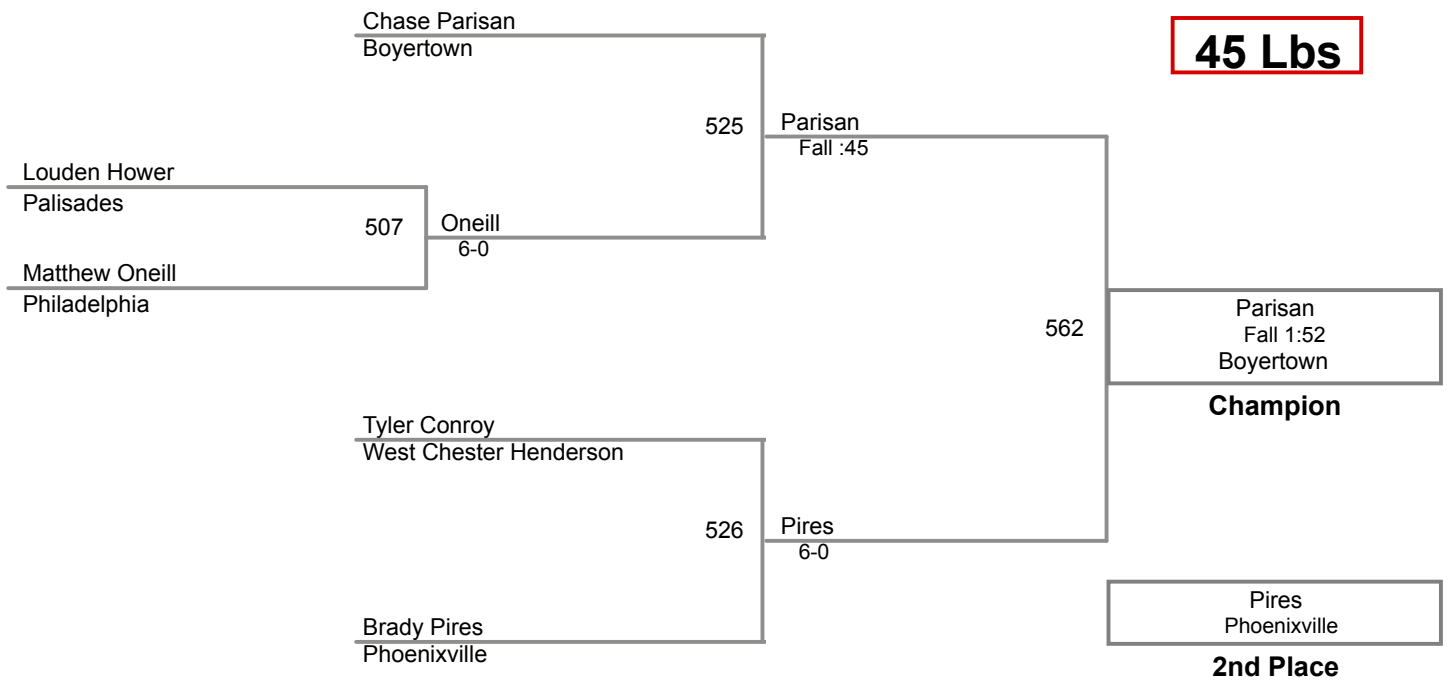 Chase Parisan
Boyertown
45 Lbs
525
Parisan
Fall :45
Louden Hower
Palisades
507
Oneill
6-0
Matthew Oneill
Philadelphia
562
Parisan
Fall 1:52
Boyertown
Champion
Tyler Conroy
West Chester Henderson
526
Pires
6-0
Brady Pires
Phoenixville
Pires
Phoenixville
2nd Place